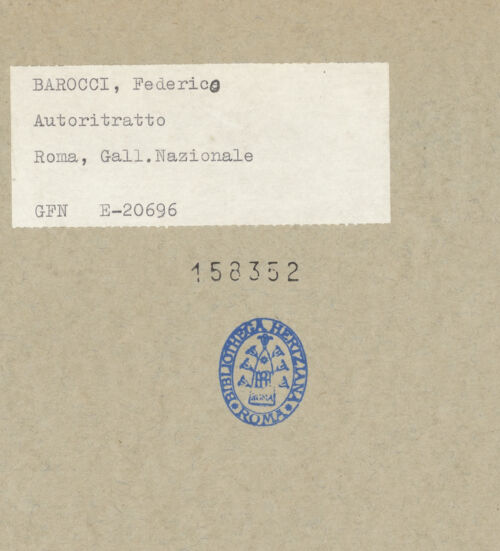 BAROCCI, Federico
Autoritratto
Roma, Gall.Nazionale
GFN E-20696
158352
BIBLIOTHECA HERTZIANA
ROMA